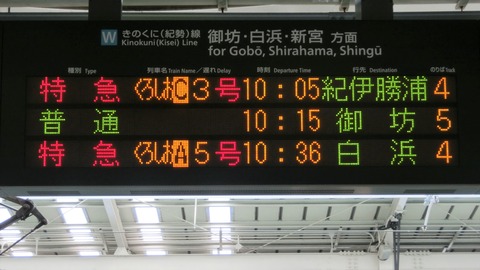 W きのくに(紀勢)線 御坊・白浜・新宮 方面
Kinokuni(Kisei) Line for Gobō, Shirahama, Shingū
種別 Type 列車名 Train Name/遅れ Delay 時刻 Departure Time 行先 Destination のりば Track
特急 くろしおC3号 10:05 紀伊勝浦 4
普通 10:15 御坊 5
特急 くろしおA5号 10:36 白浜 4